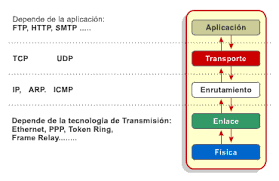 Depende de la aplicación:
FTP, HTTP, SMTP .....
Aplicación
TCP UDP
Transporte
IP, ARP. ICMP
Enrutamiento
Depende de la tecnologia de Transmisión:
Ethernet, PPP, Token Ring,
Frame Relay........
Enlace
Física